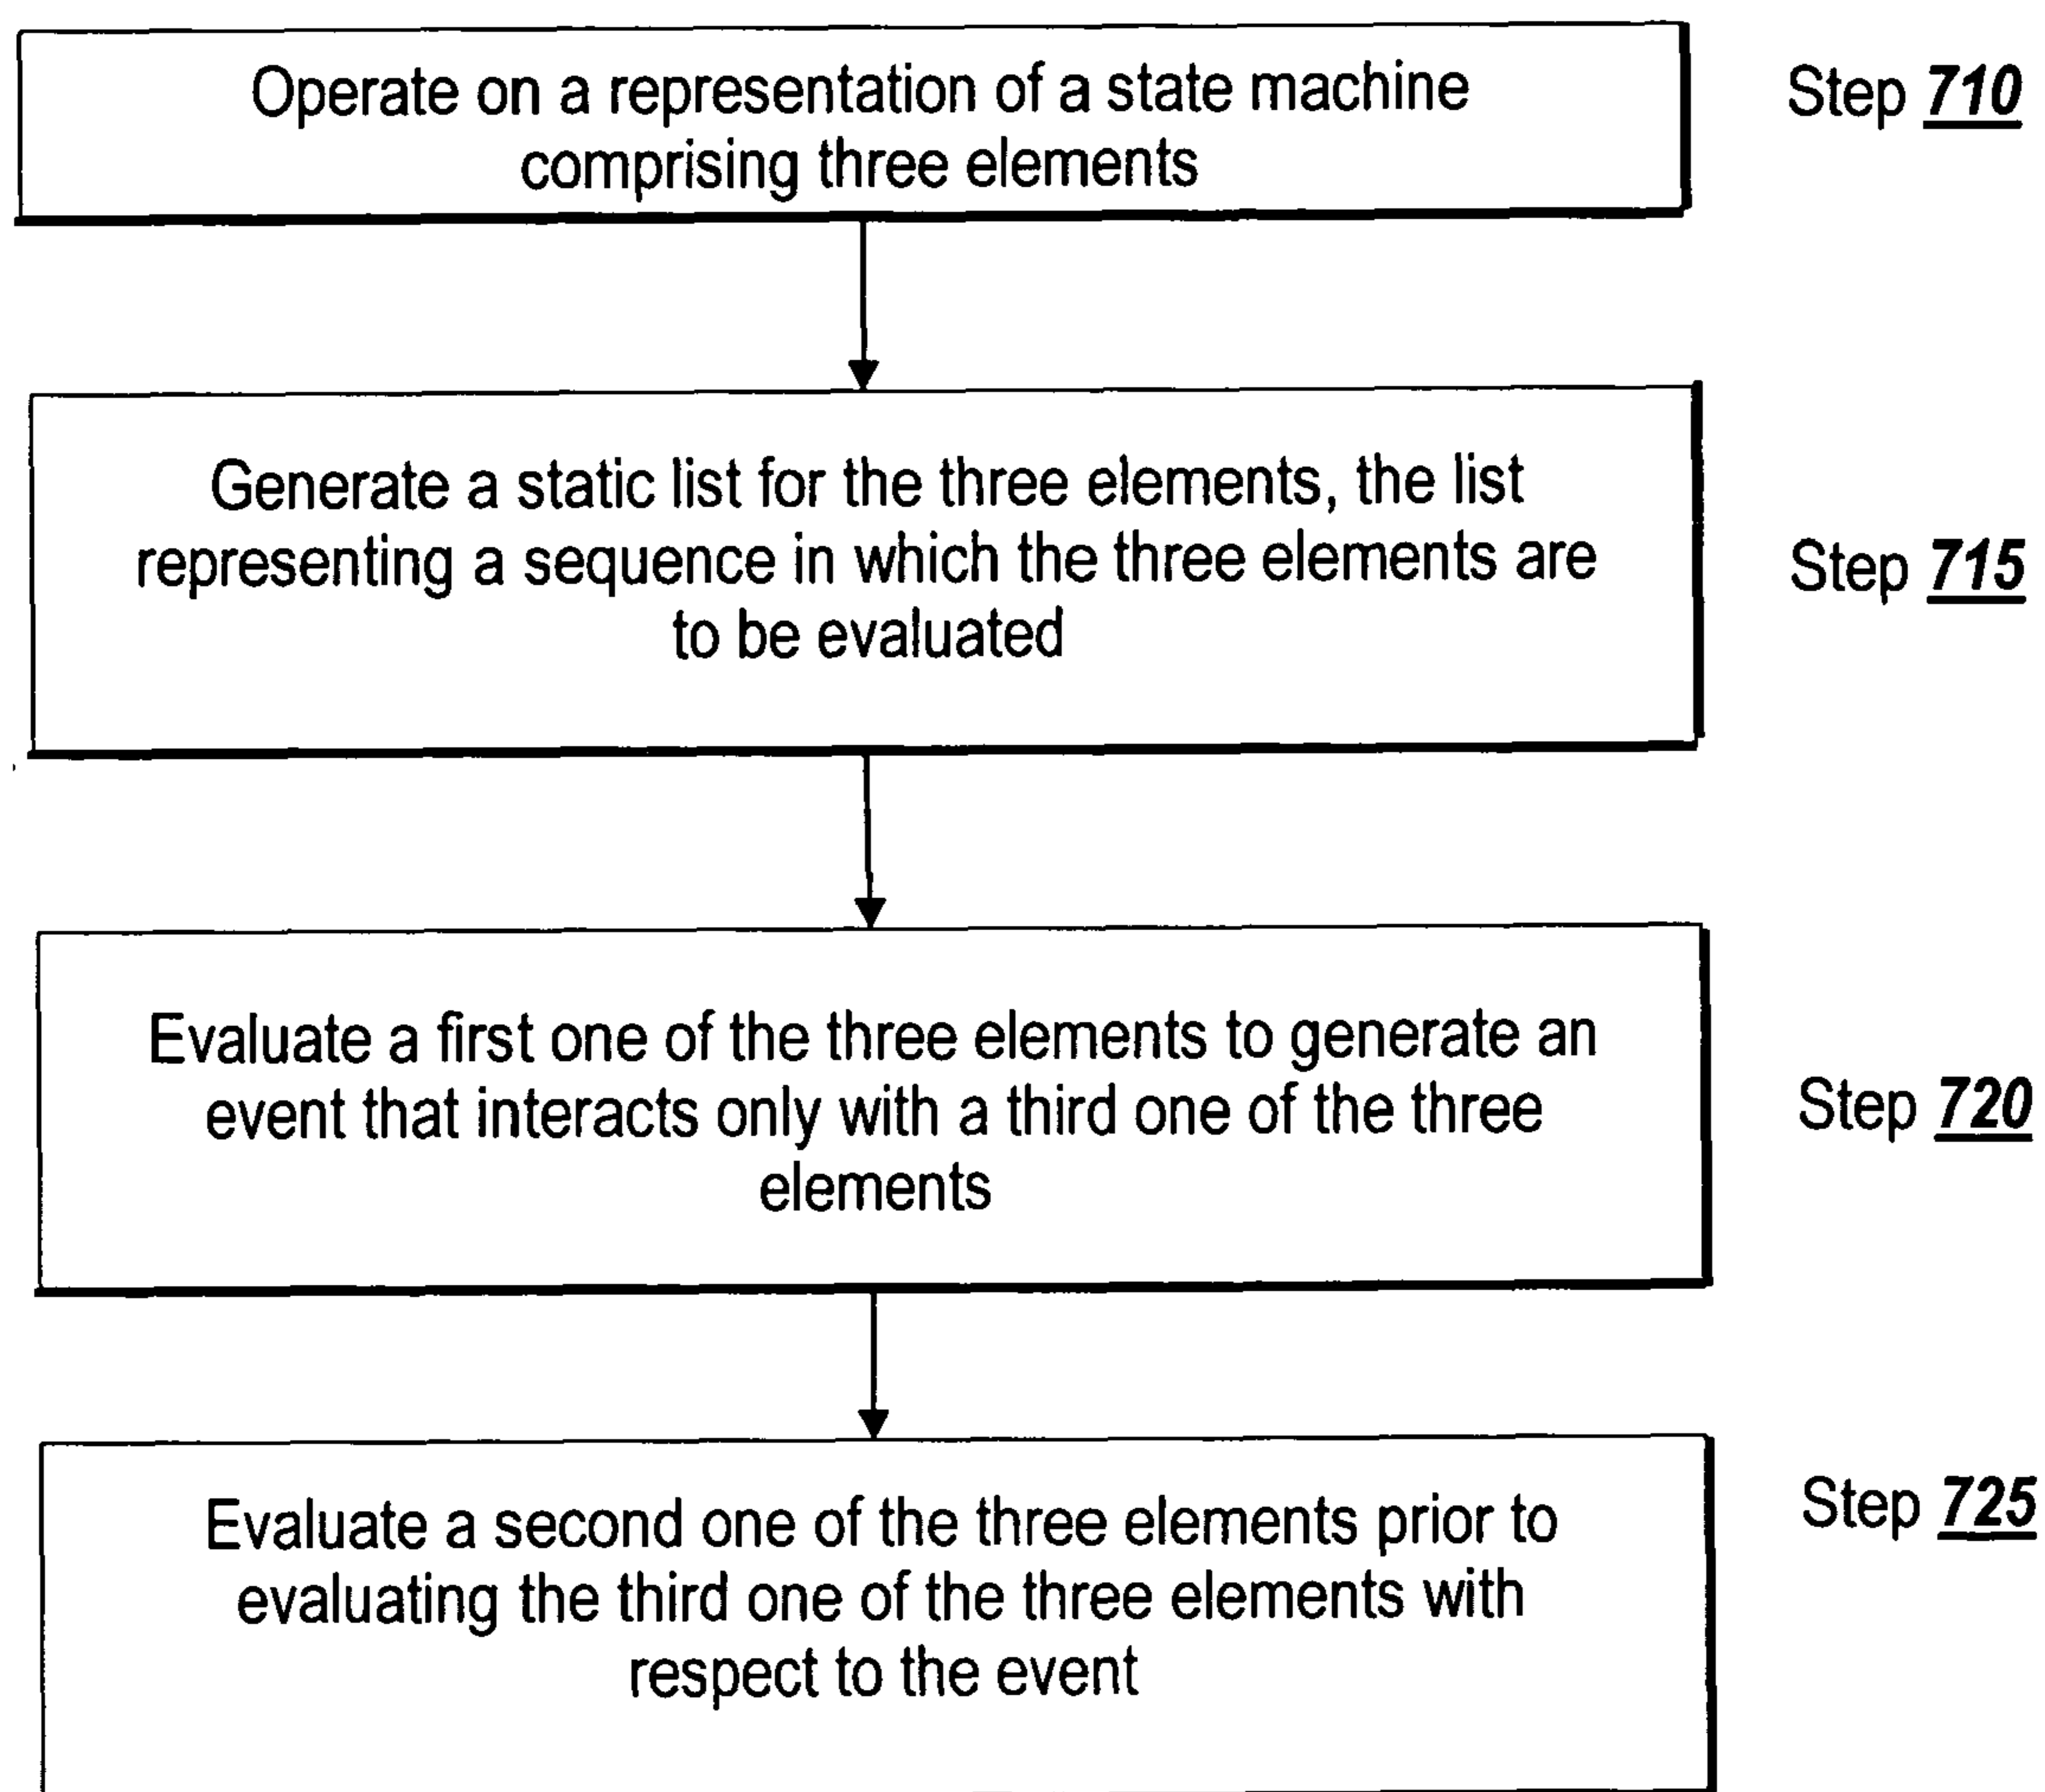 Operate on a representation of a state machine
comprising three elements
Step 710
Generate a static list for the three elements, the list
representing a sequence in which the three elements are
to be evaluated
Step 715
Evaluate a first one of the three elements to generate an
event that interacts only with a third one of the three
elements
Step 720
Evaluate a second one of the three elements prior to
evaluating the third one of the three elements with
respect to the event
Step 725